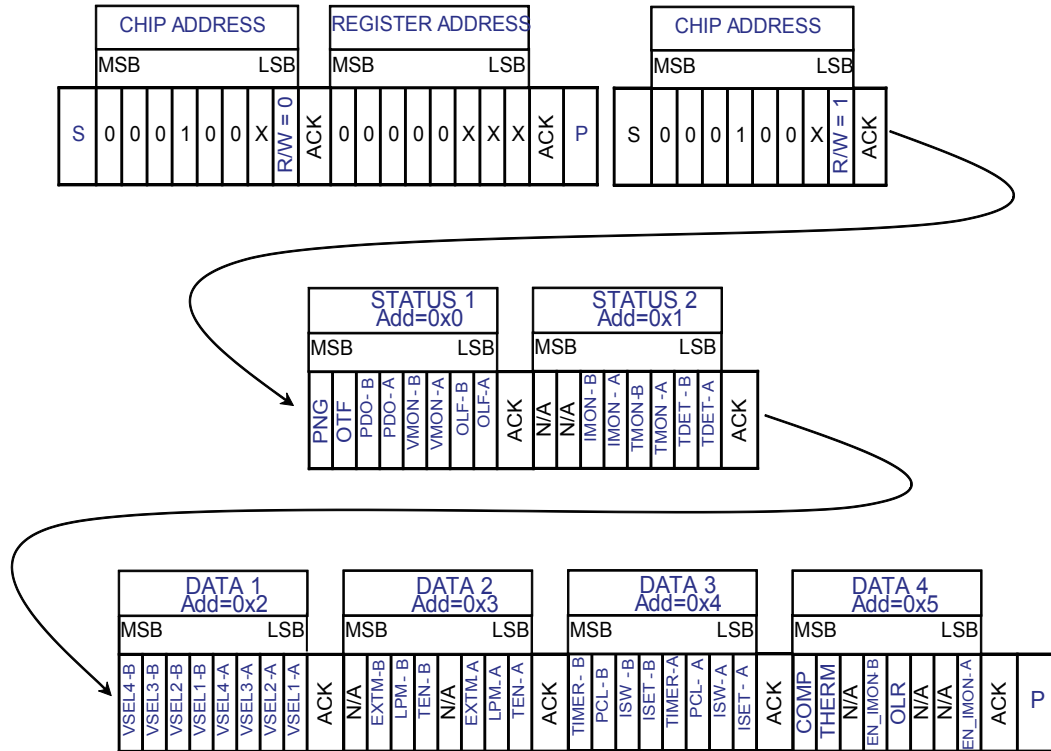 CHIP ADDRESS
REGISTER ADDRESS
CHIP ADDRESS
MSB LSB
MSB LSB
MSB LSB
S 0 0 0 1 0 0 X R/W = 0 ACK 0 0 0 0 0 X X X ACK P
S 0 0 0 1 0 0 X R/W = 1 ACK
STATUS 1
Add=0x0
STATUS 2
Add=0x1
MSB LSB
MSB LSB
PNG
OTF
PDO- B
PDO- A
VMON - B
VMON - A
OLF- B
OLF-A
ACK
N/A
N/A
IMON - B
IMON - A
TMON -B
TMON - A
TDET - B
TDET- A
ACK
DATA 1
Add=0x2
DATA 2
Add=0x3
DATA 3
Add=0x4
DATA 4
Add=0x5
MSB LSB
MSB LSB
MSB LSB
MSB LSB
VSEL4-B
VSEL3-B
VSEL2-B
VSEL1-B
VSEL4-A
VSEL3-A
VSEL2-A
VSEL1-A
ACK
N/A
EXTM-B
LPM- B
TEN- B
N/A
EXTM-A
LPM- A
TEN- A
ACK
TIMER- B
PCL- B
ISW -B
ISET -B
TIMER-A
PCL- A
ISW- A
ISET - A
ACK
COMP
THERM
N/A
EN_IMON-B
OLR
N/A
N/A
EN_IMON- A
ACK
P